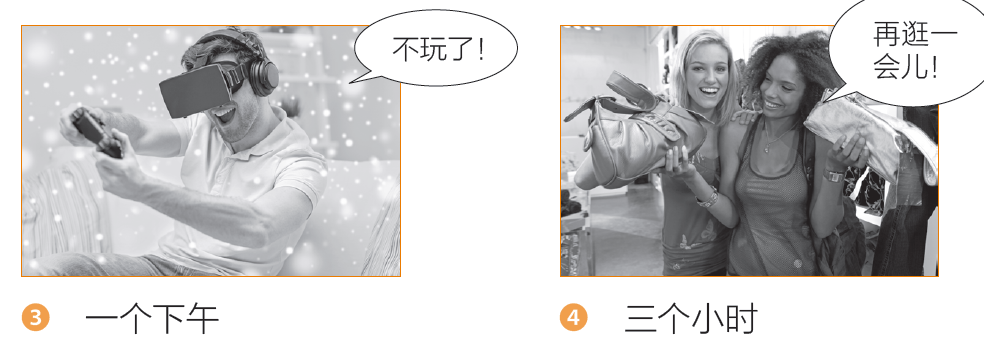 不玩了！
再逛一
会儿！
3 一个下午
4 三个小时